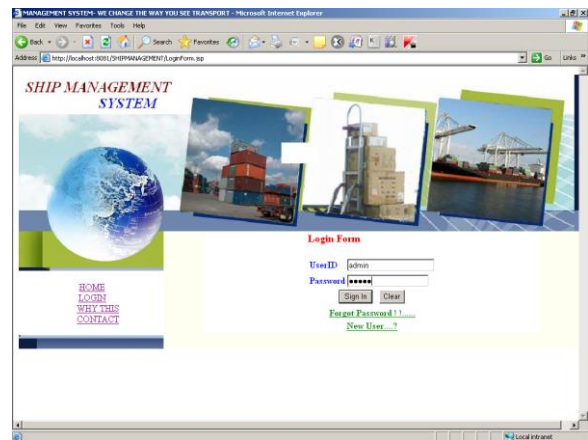 MANAGEMENT SYSTEM- WE CHANGE THE WAY YOU SEE TRANSPORT - Microsoft Internet Explorer
File Edit View Favorites Tools Help
Back Search Favorites
Address http://localhost:8081/SHIPMANAGEMENT/LoginForm.jsp Go Links »
SHIP MANAGEMENT
SYSTEM
Login Form
UserID admin
Password •••••
Sign In Clear
Forgot Password ! !......
New User....?
HOME
LOGIN
WHY THIS
CONTACT
Local intranet